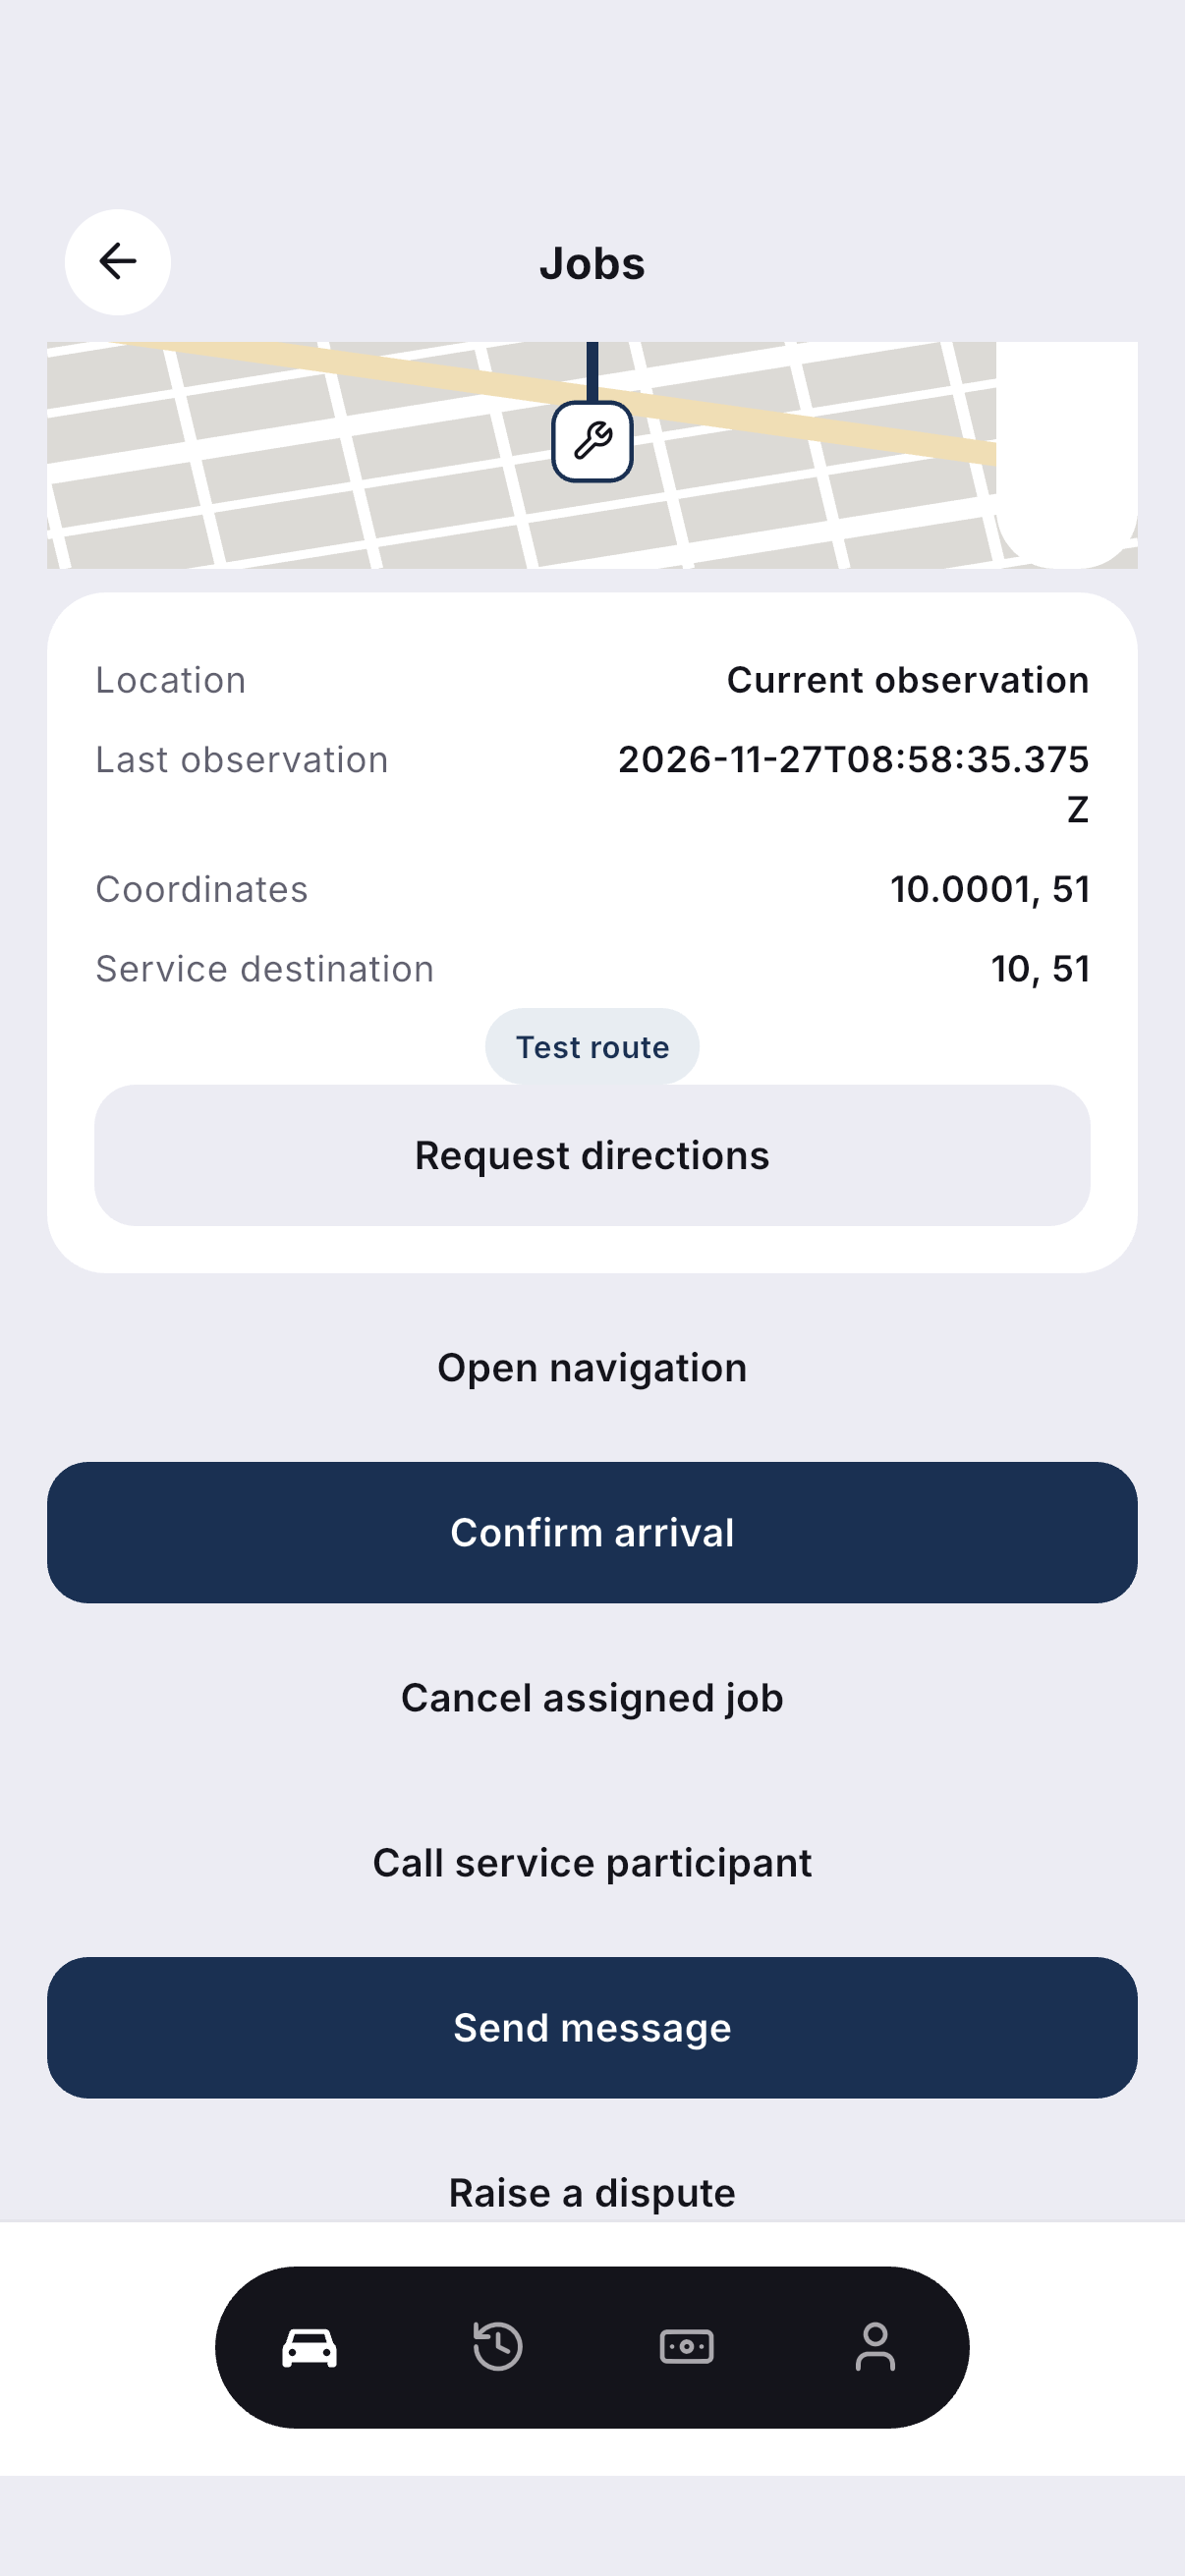 Jobs
Location
Current observation
Last observation
2026-11-27T08:58:35.375
Z
Coordinates
10.0001, 51
Service destination
10, 51
Test route
Request directions
Open navigation
Confirm arrival
Cancel assigned job
Call service participant
Send message
Raise a dispute